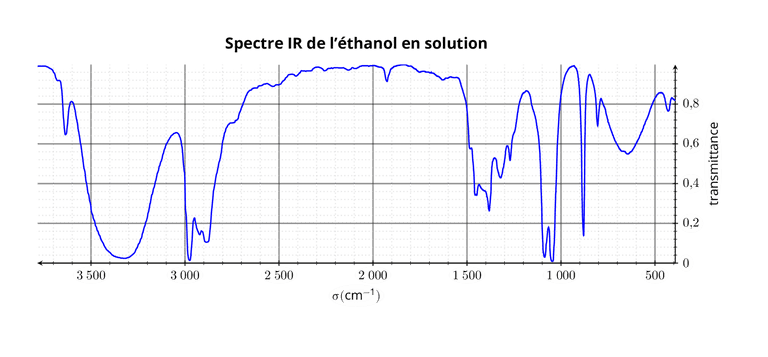 Spectre IR de l’éthanol en solution
0,8
0,6
0,4
0,2
0
transmittance
3 500 3 000 2 500 2 000 1 500 1 000 500
σ(cm⁻¹)